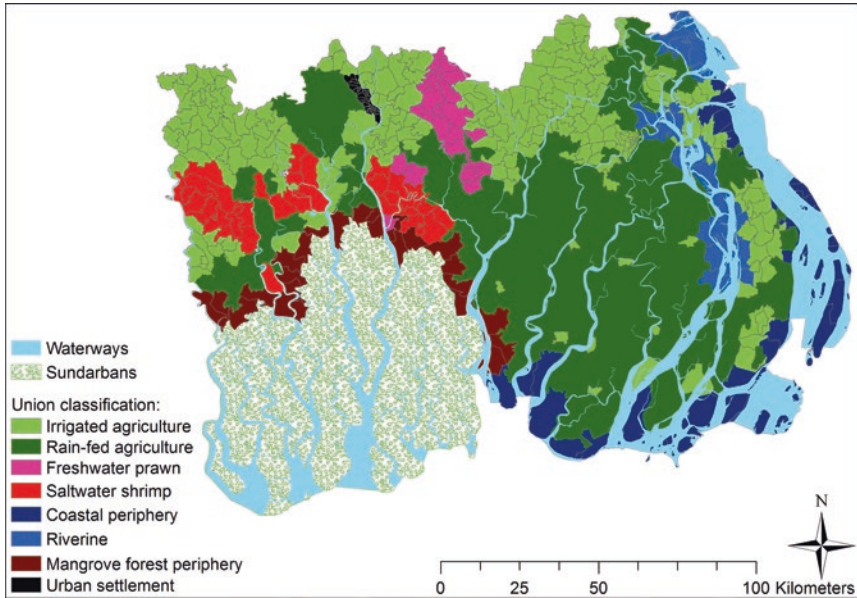 Waterways
Sundarbans
Union classification:
Irrigated agriculture
Rain-fed agriculture
Freshwater prawn
Saltwater shrimp
Coastal periphery
Riverine
Mangrove forest periphery
Urban settlement
N
0 25 50 100 Kilometers